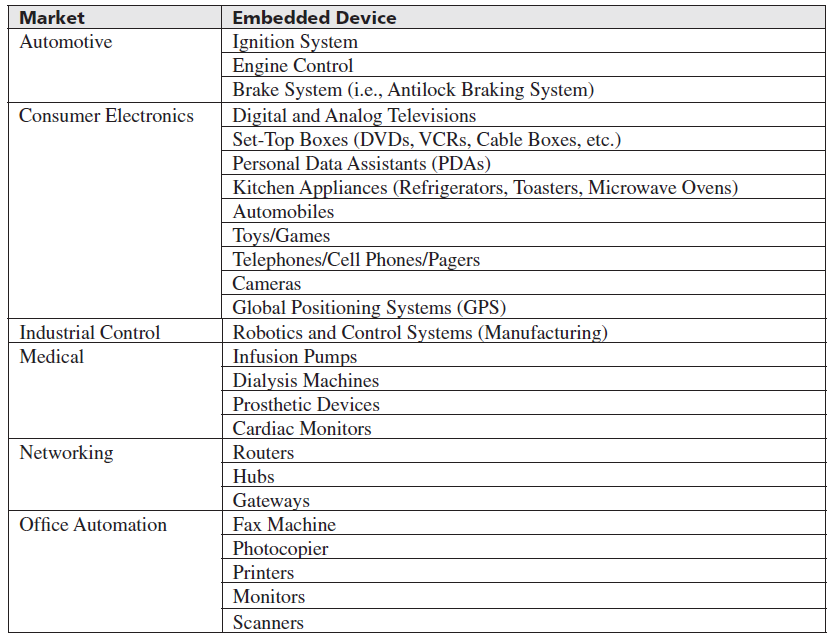 Market Embedded Device
Automotive Ignition System
Engine Control
Brake System (i.e., Antilock Braking System)
Consumer Electronics Digital and Analog Televisions
Set-Top Boxes (DVDs, VCRs, Cable Boxes, etc.)
Personal Data Assistants (PDAs)
Kitchen Appliances (Refrigerators, Toasters, Microwave Ovens)
Automobiles
Toys/Games
Telephones/Cell Phones/Pagers
Cameras
Global Positioning Systems (GPS)
Industrial Control Robotics and Control Systems (Manufacturing)
Medical Infusion Pumps
Dialysis Machines
Prosthetic Devices
Cardiac Monitors
Networking Routers
Hubs
Gateways
Office Automation Fax Machine
Photocopier
Printers
Monitors
Scanners